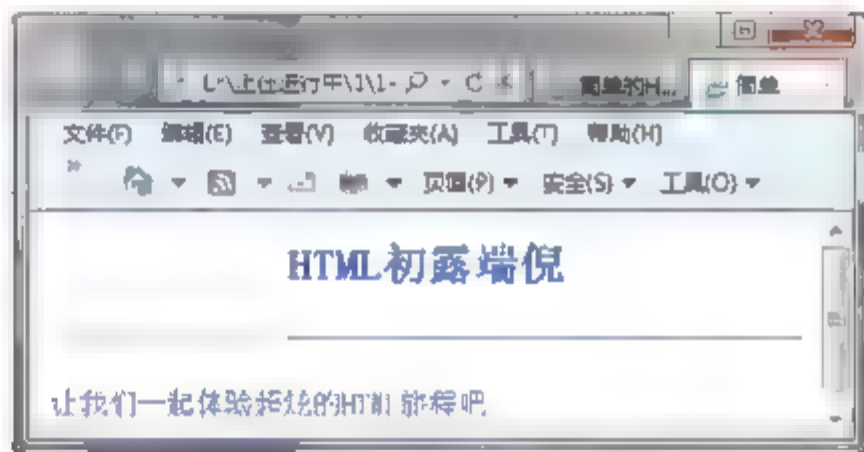 简单的H... 简单
文件(F) 编辑(E) 查看(V) 收藏夹(A) 工具(T) 帮助(H)
页面(P) 安全(S) 工具(O)
HTML初露端倪
让我们一起体验超炫的HTML旅程吧